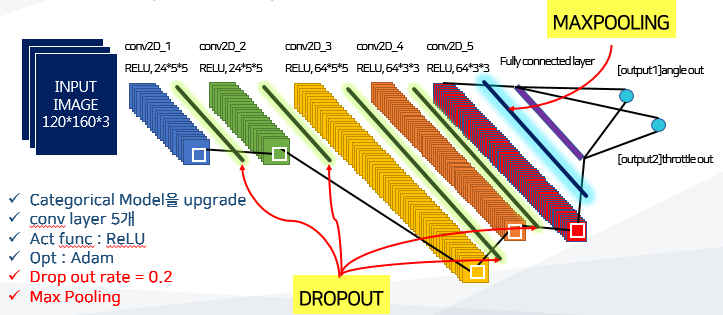 MAXPOOLING
conv2D_1
conv2D_2
conv2D_3
conv2D_4
conv2D_5
RELU, 24*5*5
RELU, 24*5*5
RELU, 64*5*5
RELU, 64*3*3
RELU, 64*3*3
Fully connected layer
[output1]angle out
INPUT
IMAGE
120*160*3
[output2]throttle out
✓ Categorical Model을 upgrade
✓ conv layer 5개
✓ Act func : ReLU
✓ Opt : Adam
✓ Drop out rate = 0.2
✓ Max Pooling
DROPOUT